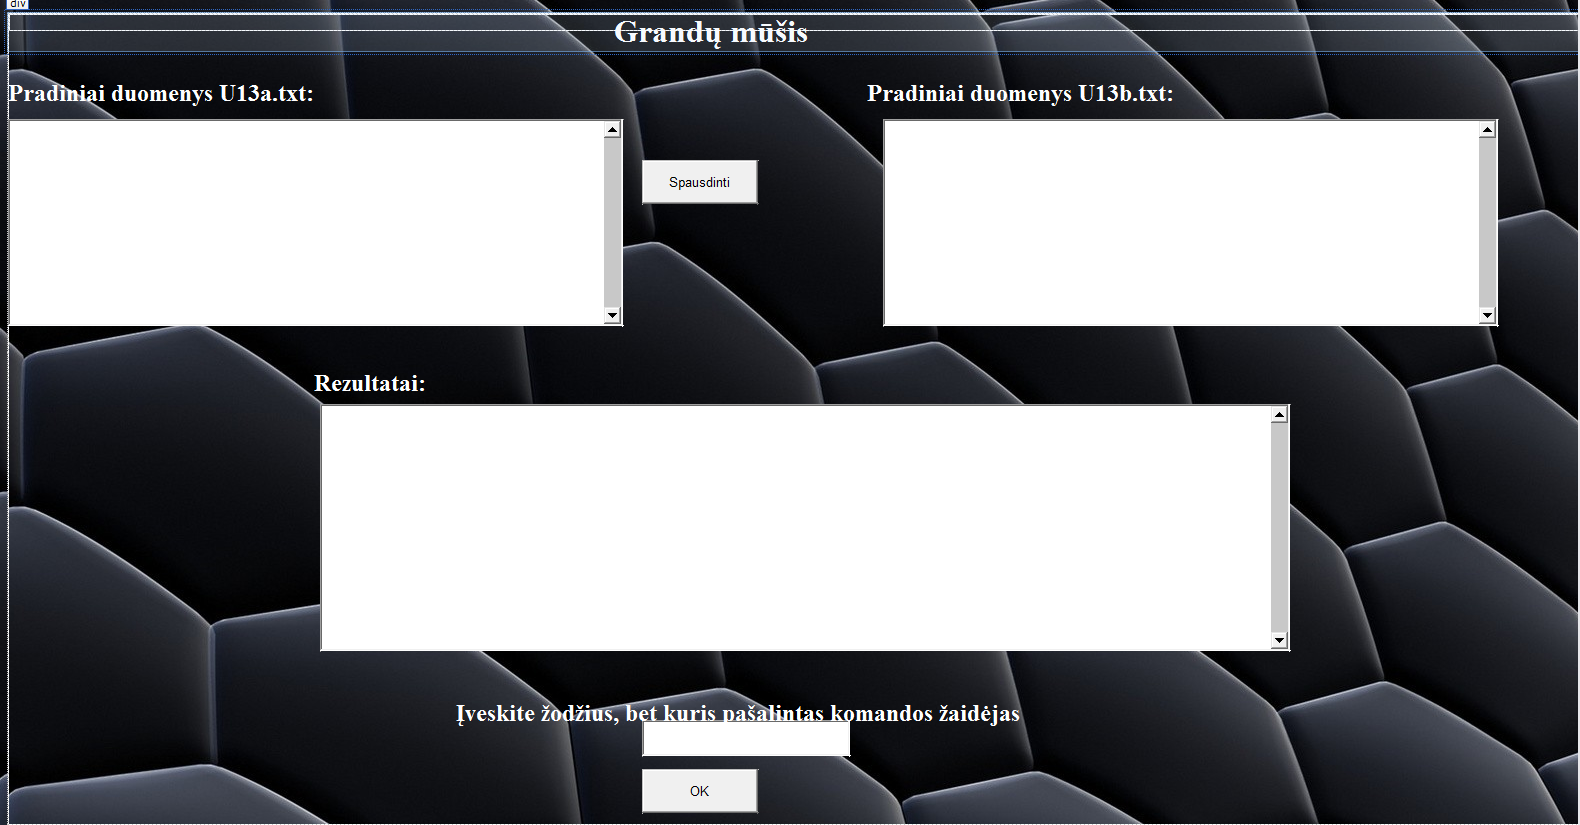 div
Grandų mūšis
Pradiniai duomenys U13a.txt:
Pradiniai duomenys U13b.txt:
Spausdinti
Rezultatai:
Įveskite žodžius, bet kuris pašalintas komandos žaidėjas
OK